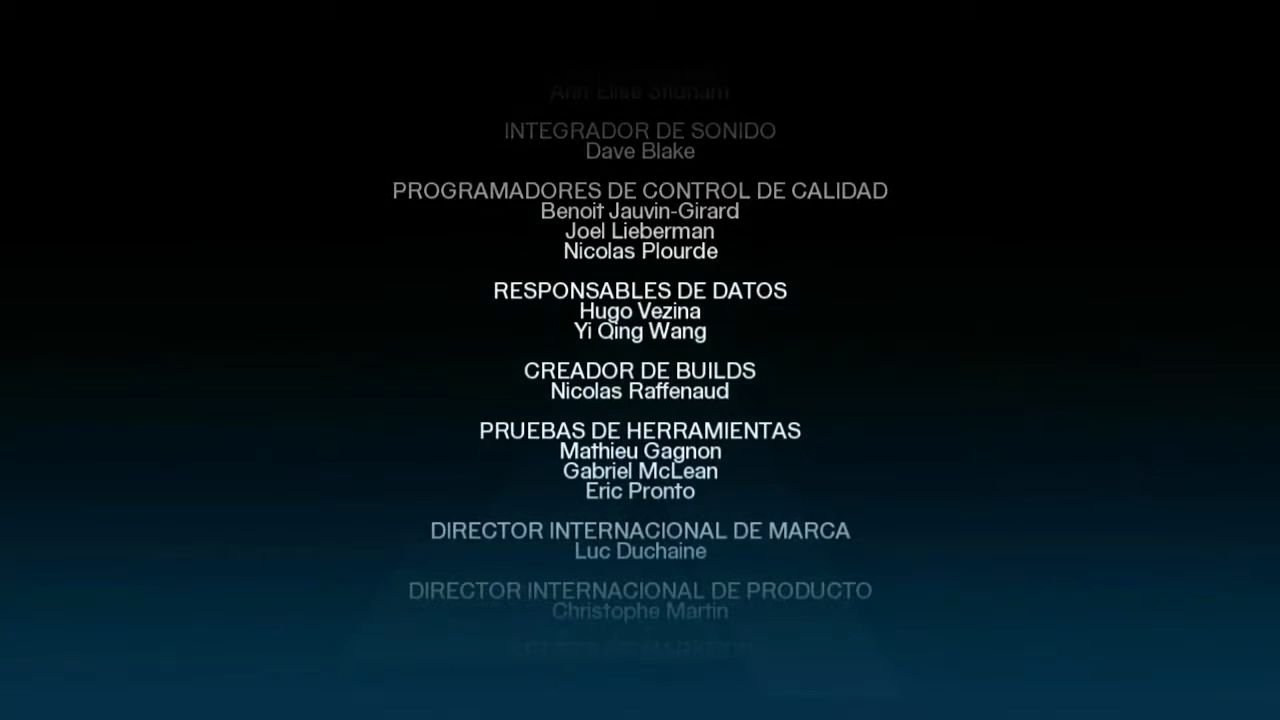 INTEGRADOR DE SONIDO
Dave Blake
PROGRAMADORES DE CONTROL DE CALIDAD
Benoit Jauvin-Girard
Joel Lieberman
Nicolas Plourde
RESPONSABLES DE DATOS
Hugo Vezina
Yi Qing Wang
CREADOR DE BUILDS
Nicolas Raffenaud
PRUEBAS DE HERRAMIENTAS
Mathieu Gagnon
Gabriel McLean
Eric Pronto
DIRECTOR INTERNACIONAL DE MARCA
Luc Duchaine
DIRECTOR INTERNACIONAL DE PRODUCTO
Christophe Martin